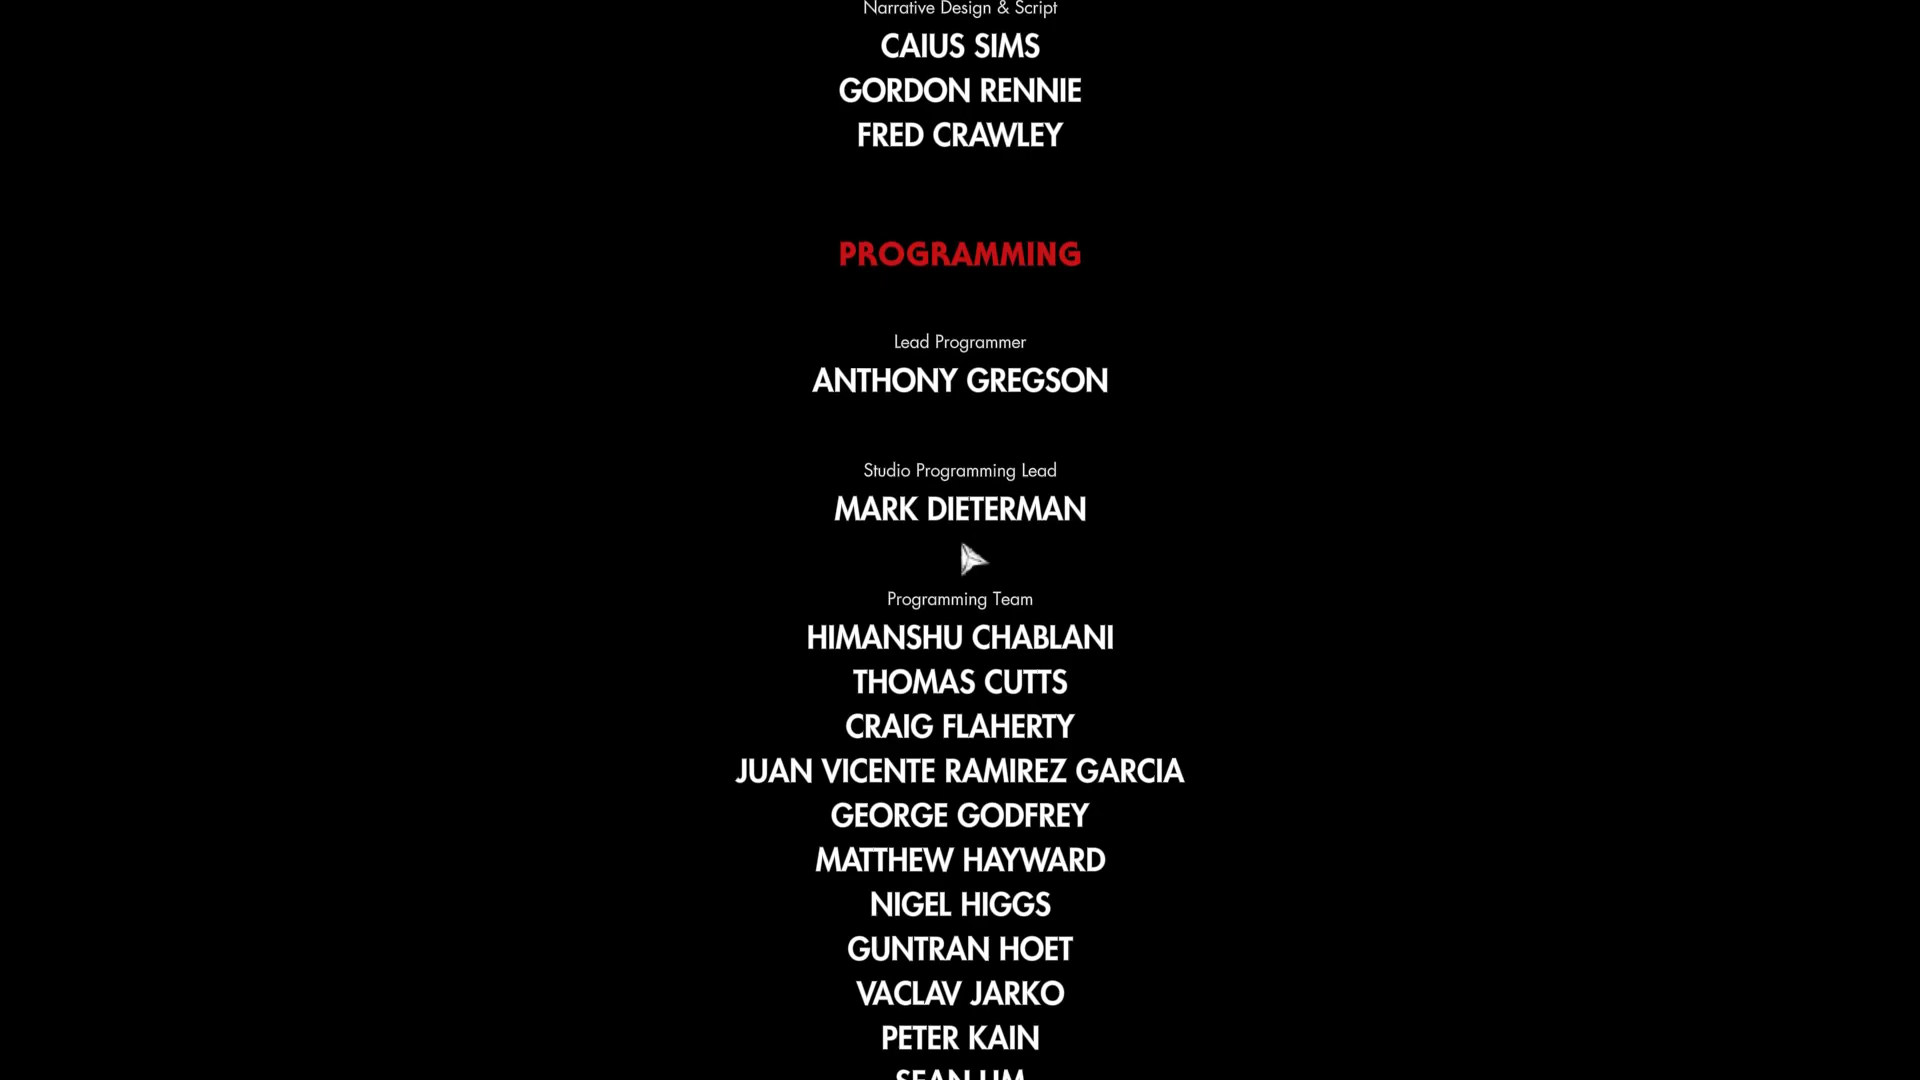 Narrative Design & Script
CAIUS SIMS
GORDON RENNIE
FRED CRAWLEY
PROGRAMMING
Lead Programmer
ANTHONY GREGSON
Studio Programming Lead
MARK DIETERMAN
Programming Team
HIMANSHU CHABLANI
THOMAS CUTTS
CRAIG FLAHERTY
JUAN VICENTE RAMIREZ GARCIA
GEORGE GODFREY
MATTHEW HAYWARD
NIGEL HIGGS
GUNTRAN HOET
VACLAV JARKO
PETER KAIN
SEAN